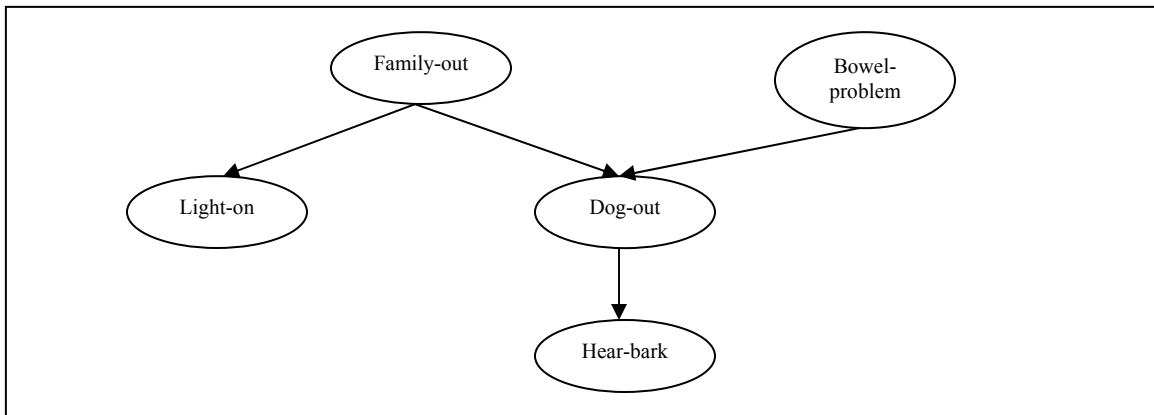 Family-out
Bowel-
problem
Light-on
Dog-out
Hear-bark